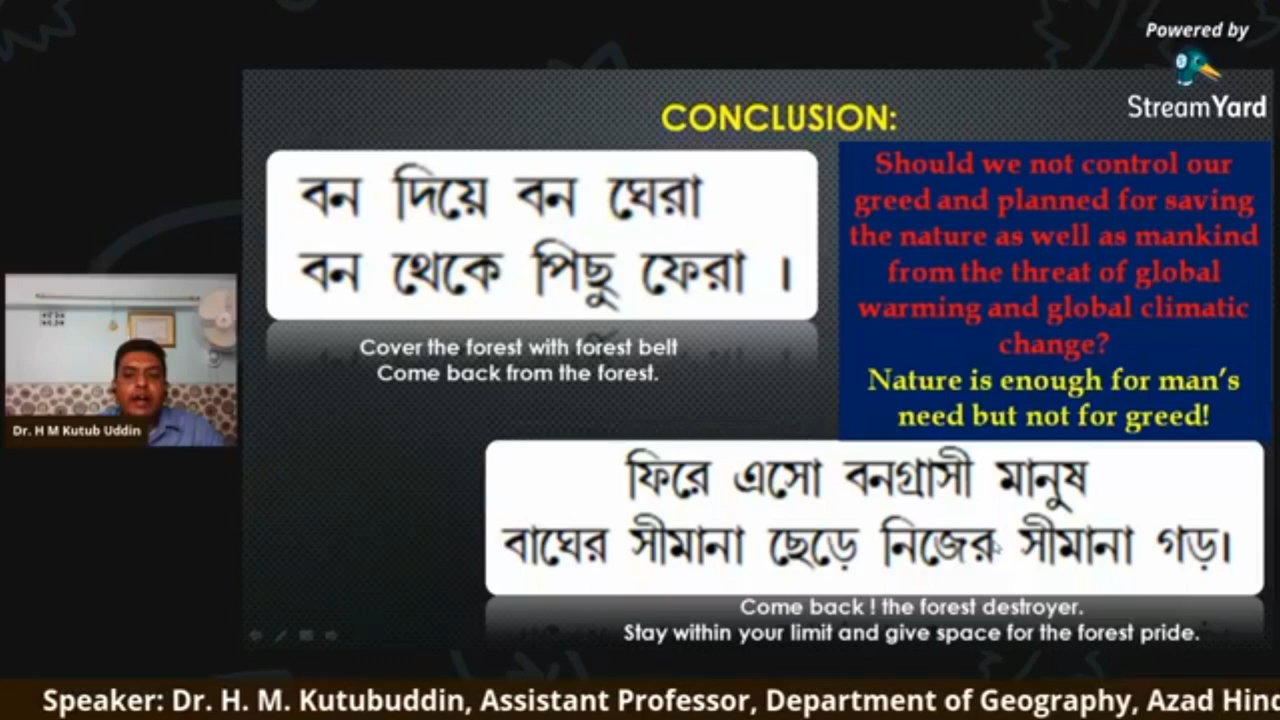 Powered by
StreamYard
CONCLUSION:
বন দিয়ে বন ঘেরা
বন থেকে পিছু ফেরা ।
Cover the forest with forest belt
Come back from the forest.
Should we not control our
greed and planned for saving
the nature as well as mankind
from the threat of global
warming and global climatic
change?
Nature is enough for man's
need but not for greed!
ফিরে এসো বনগ্রাসী মানুষ
বাঘের সীমানা ছেড়ে নিজের সীমানা গড়।
Come back ! the forest destroyer.
Stay within your limit and give space for the forest pride.
Dr. H M Kutub Uddin
Speaker: Dr. H. M. Kutubuddin, Assistant Professor, Department of Geography, Azad Hind